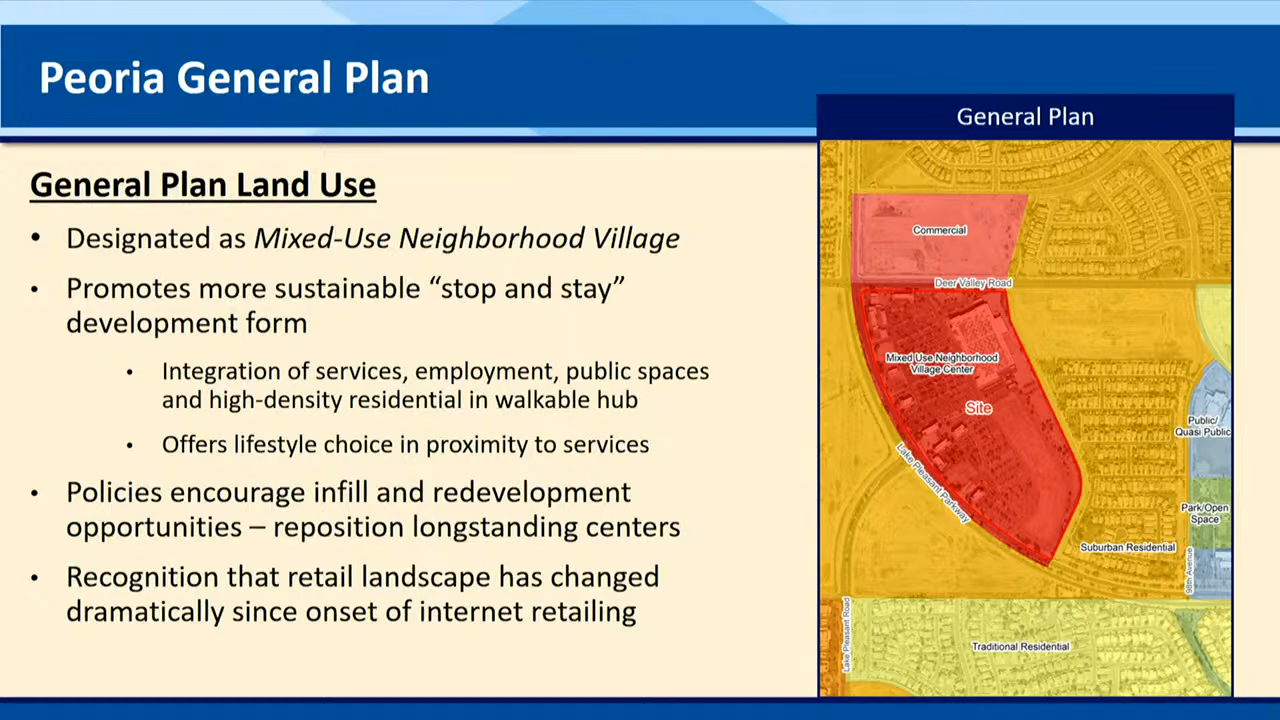 Peoria General Plan
General Plan
General Plan Land Use
• Designated as Mixed-Use Neighborhood Village
• Promotes more sustainable “stop and stay”
development form
• Integration of services, employment, public spaces
and high-density residential in walkable hub
• Offers lifestyle choice in proximity to services
• Policies encourage infill and redevelopment
opportunities – reposition longstanding centers
• Recognition that retail landscape has changed
dramatically since onset of internet retailing
Commercial
Deer Valley Road
Mixed Use Neighborhood
Village Center
Site
Lake Pleasant Parkway
Public/
Quasi Public
Park/Open
Space
Suburban Residential
98th Avenue
Lake Pleasant Road
Traditional Residential